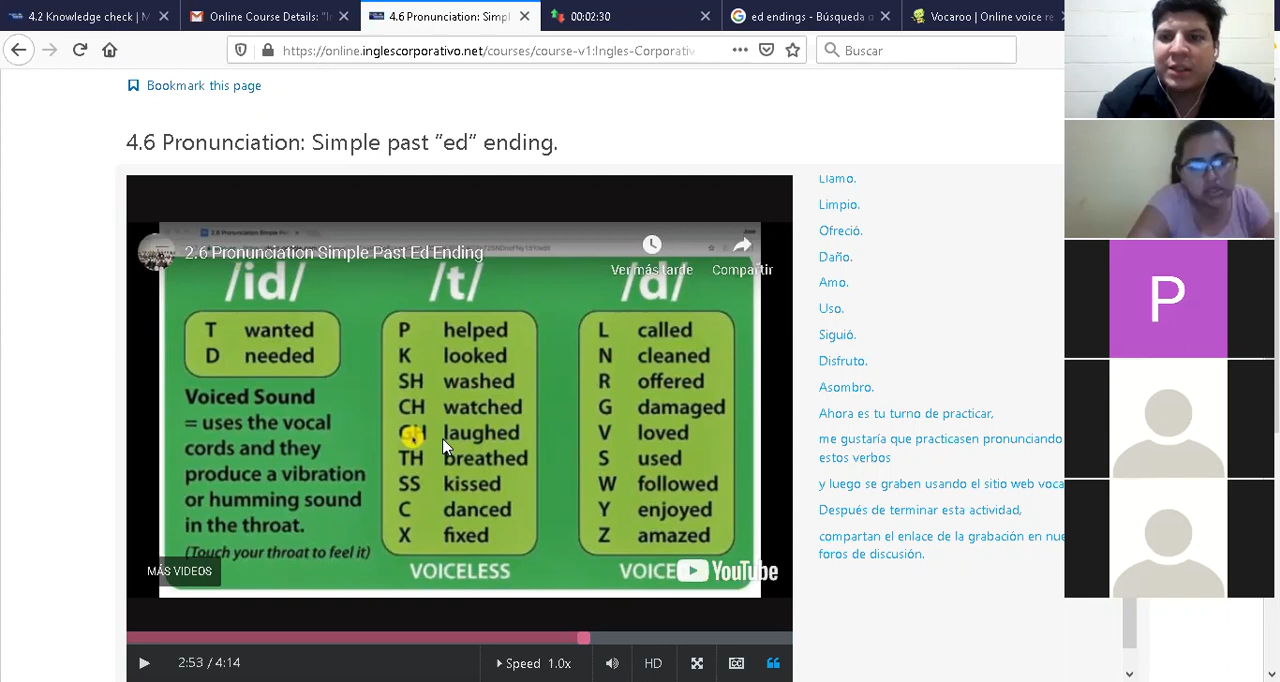 4.2 Knowledge check | M
Online Course Details: "I
4.6 Pronunciation: Simpl
00:02:30
ed endings - Búsqueda
Vocaroo | Online voice re
https://online.inglescorporativo.net/courses/course-v1:Ingles-Corporativ
Buscar
Bookmark this page
4.6 Pronunciation: Simple past “ed” ending.
2.6 Pronunciation Simple Past Ed Ending
Ver más tarde
Compartir
/id/
T wanted
D needed
Voiced Sound
= uses the vocal
cords and they
produce a vibration
or humming sound
in the throat.
(Touch your throat to feel it)
MÁS VIDEOS
/t/
P helped
K looked
SH washed
CH watched
GH laughed
TH breathed
SS kissed
C danced
X fixed
VOICELESS
/d/
L called
N cleaned
R offered
G damaged
V loved
S used
W followed
Y enjoyed
Z amazed
VOICE
YouTube
2:53 / 4:14
Speed 1.0x
HD
CC
Llamo.
Limpio.
Ofreció.
Daño.
Amo.
Uso.
Siguió.
Disfruto.
Asombro.
Ahora es tu turno de practicar,
me gustaría que practicasen pronunciando
estos verbos
y luego se graben usando el sitio web voca
Después de terminar esta actividad,
compartan el enlace de la grabación en nue
foros de discusión.
P